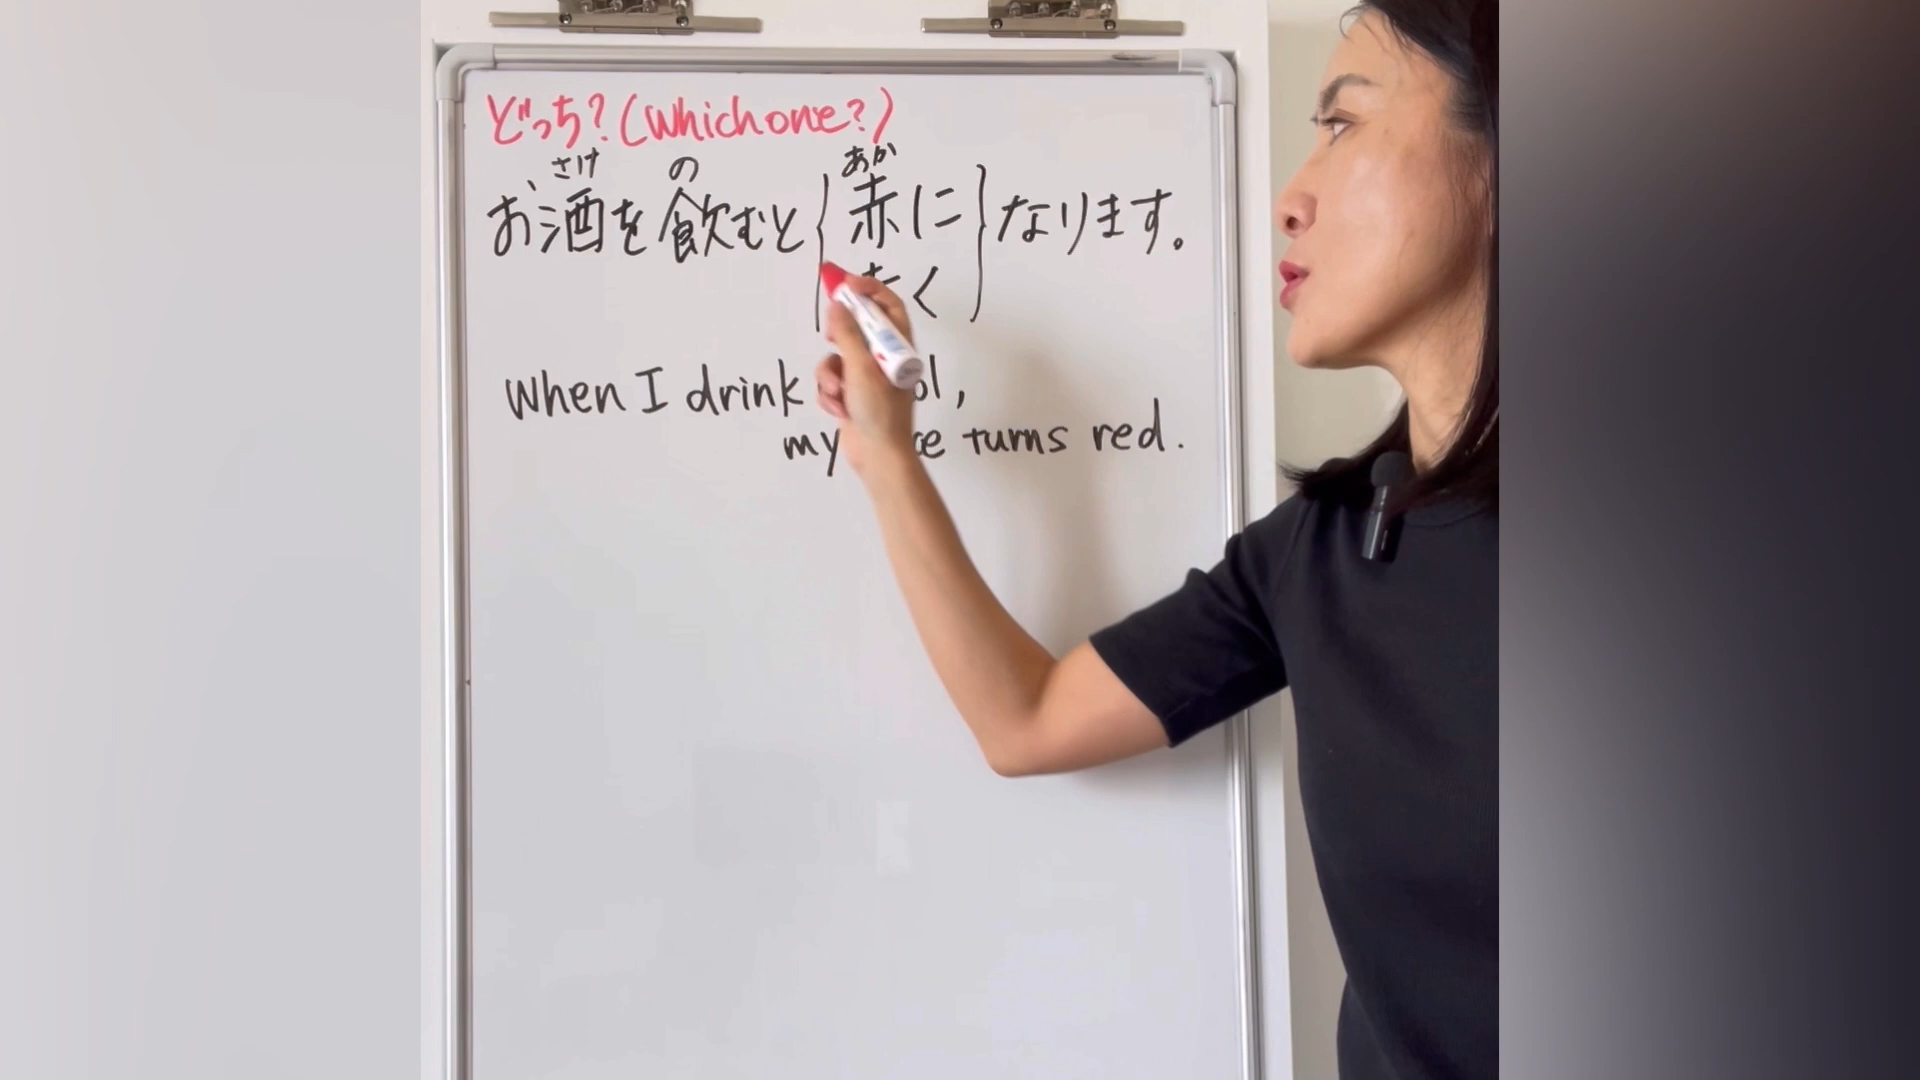 どっち?(Which one?)
さけ の あか
お酒を飲むと{赤に}なります。
く
When I drink
my turns red.